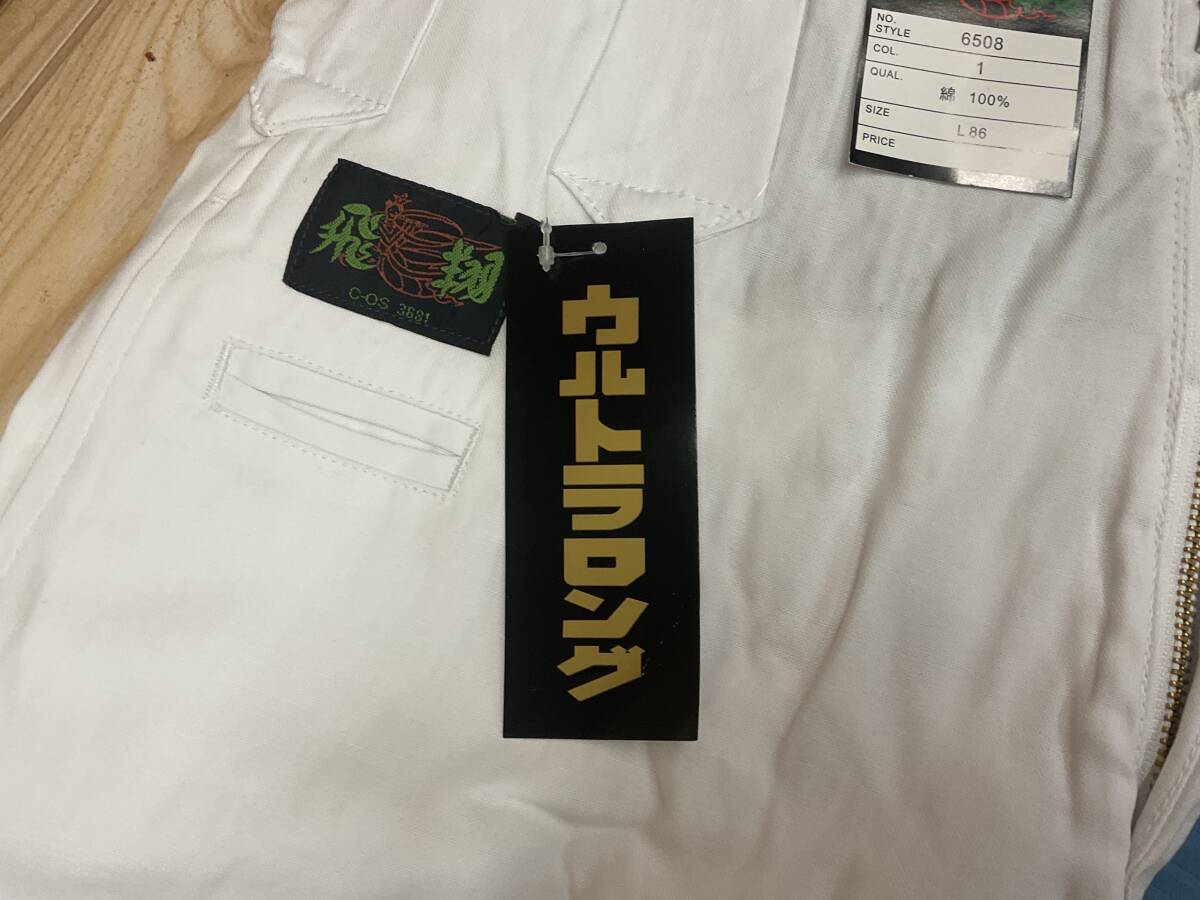 NO.
STYLE 6508
COL. 1
QUAL. 綿 100%
SIZE L86
PRICE
飛翔
C-OS 3681
ウルトラロング